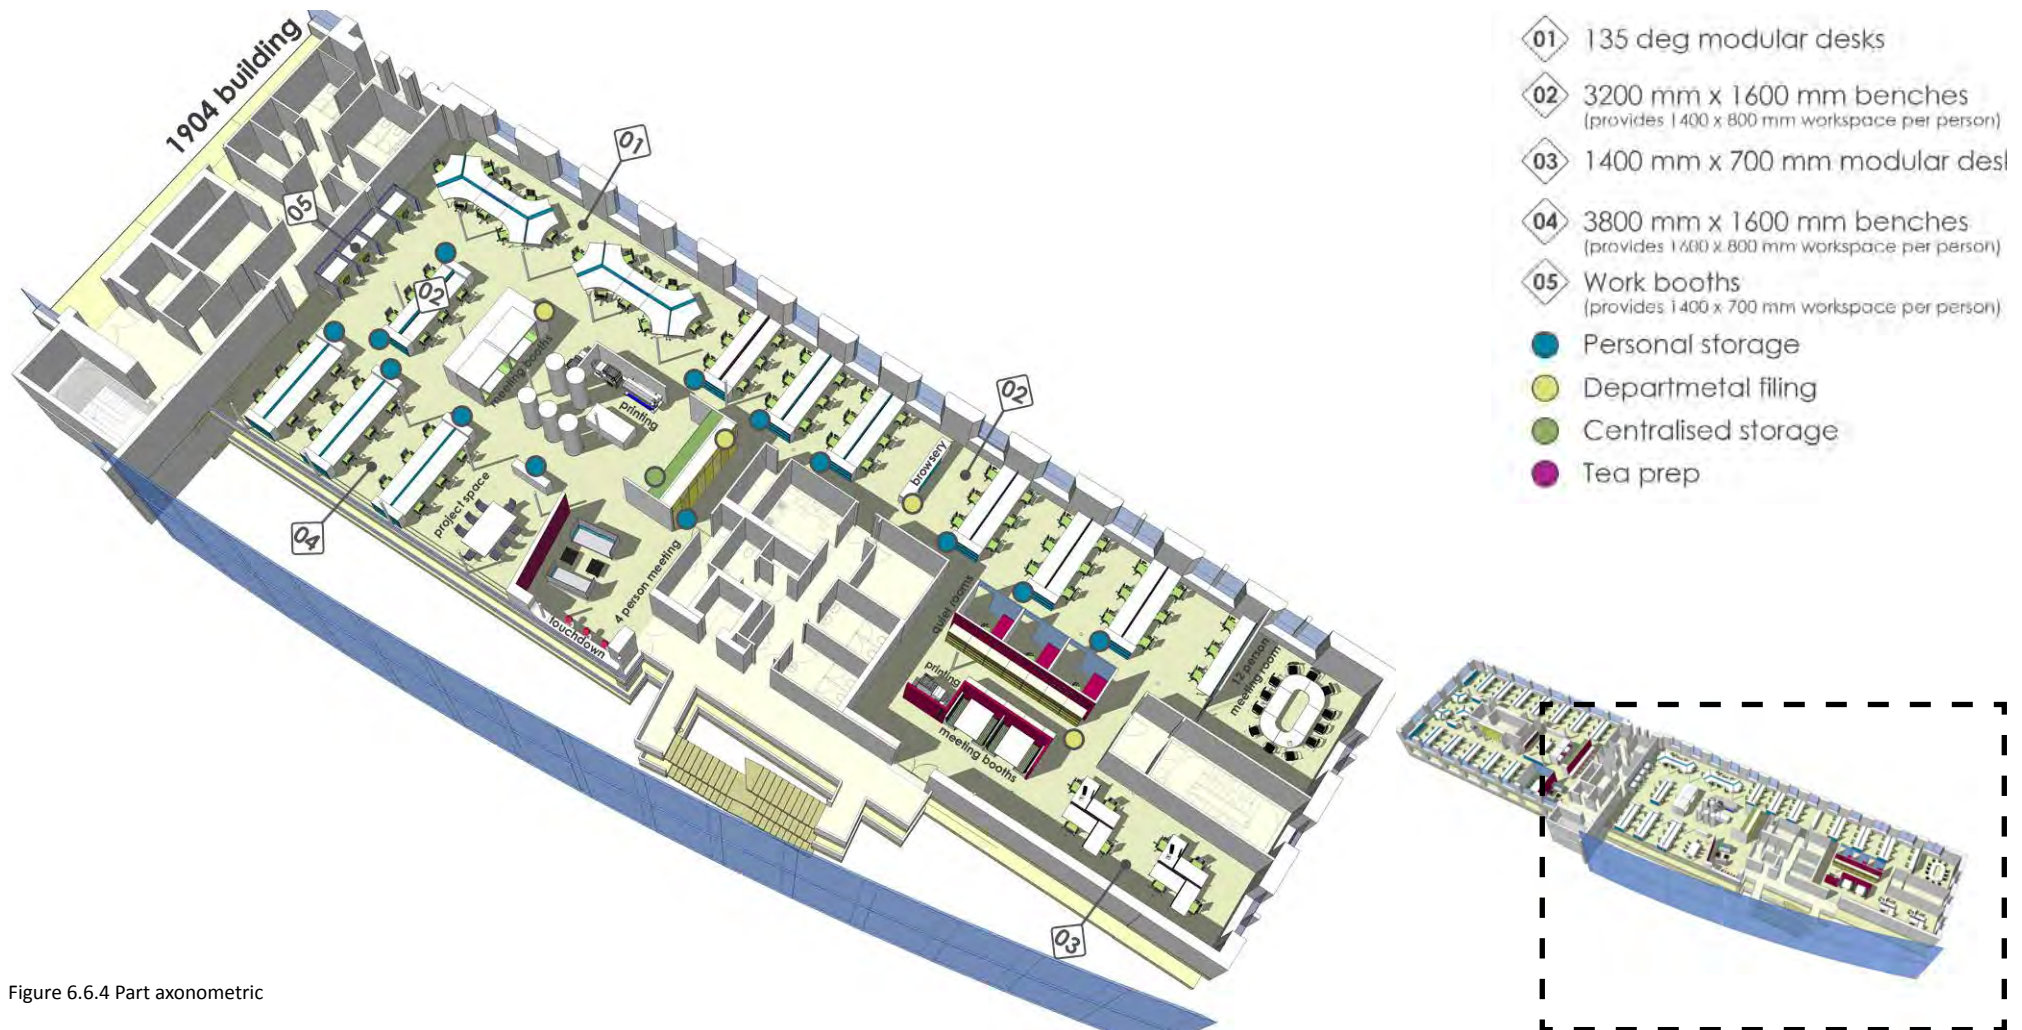 1904 building
01
05
02
meeting booths
printing
02
browsery
project space
04
4 person meeting
Touchdown
quiet rooms
printing
meeting booths
12 person
meeting room
03
01 135 deg modular desks
02 3200 mm x 1600 mm benches
(provides 1400 x 800 mm workspace per person)
03 1400 mm x 700 mm modular des
04 3800 mm x 1600 mm benches
(provides 1600 x 800 mm workspace per person)
05 Work booths
(provides 1400 x 700 mm workspace per person)
Personal storage
Departmetal filing
Centralised storage
Tea prep
Figure 6.6.4 Part axonometric